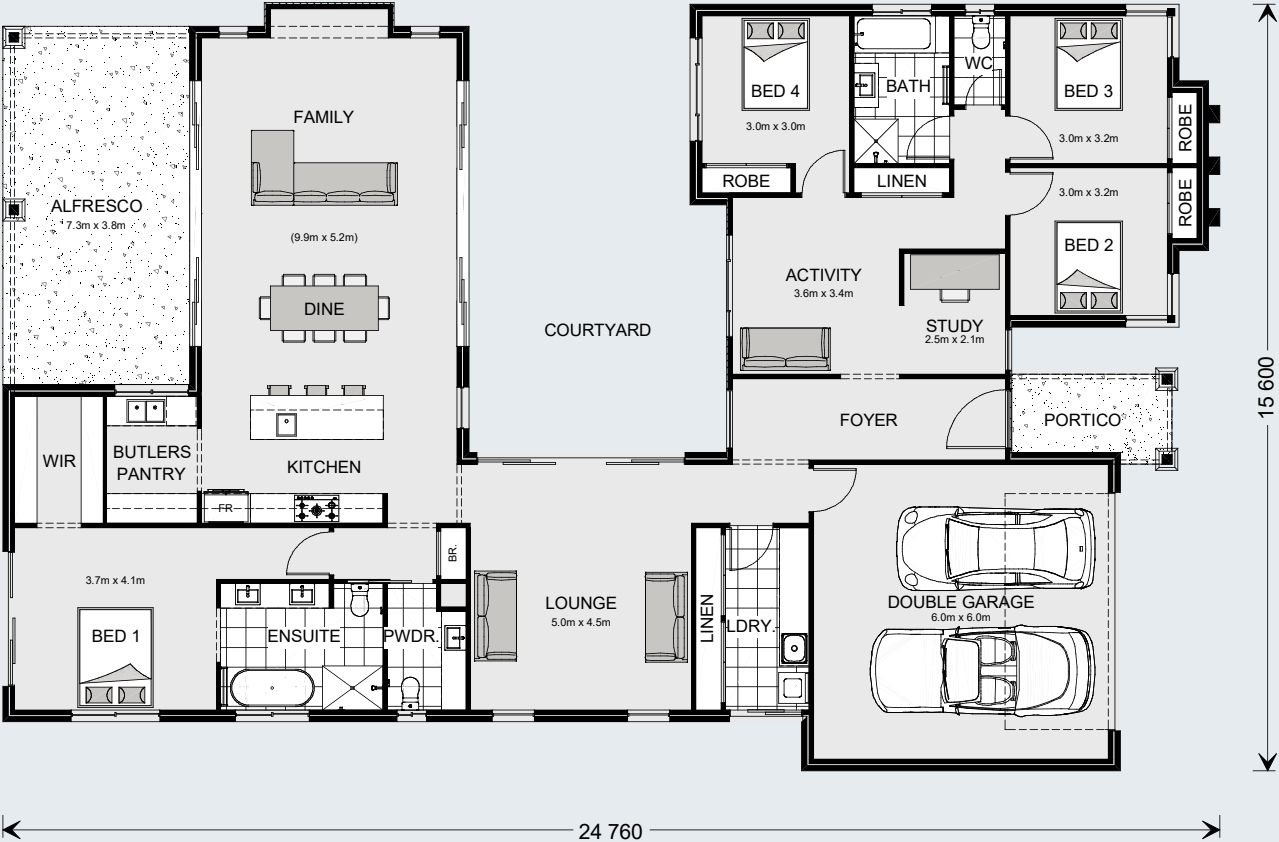 FAMILY
(9.9m x 5.2m)
ALFRESCO
7.3m x 3.8m
DINE
COURTYARD
BED 4
3.0m x 3.0m
ROBE
BATH
WC
LINEN
BED 3
3.0m x 3.2m
ROBE
3.0m x 3.2m
BED 2
ROBE
ACTIVITY
3.6m x 3.4m
STUDY
2.5m x 2.1m
FOYER
PORTICO
15 600
WIR
BUTLERS
PANTRY
KITCHEN
FR
3.7m x 4.1m
BED 1
ENSUITE
PWDR.
BR.
LOUNGE
5.0m x 4.5m
LINEN
LDRY.
DOUBLE GARAGE
6.0m x 6.0m
24 760